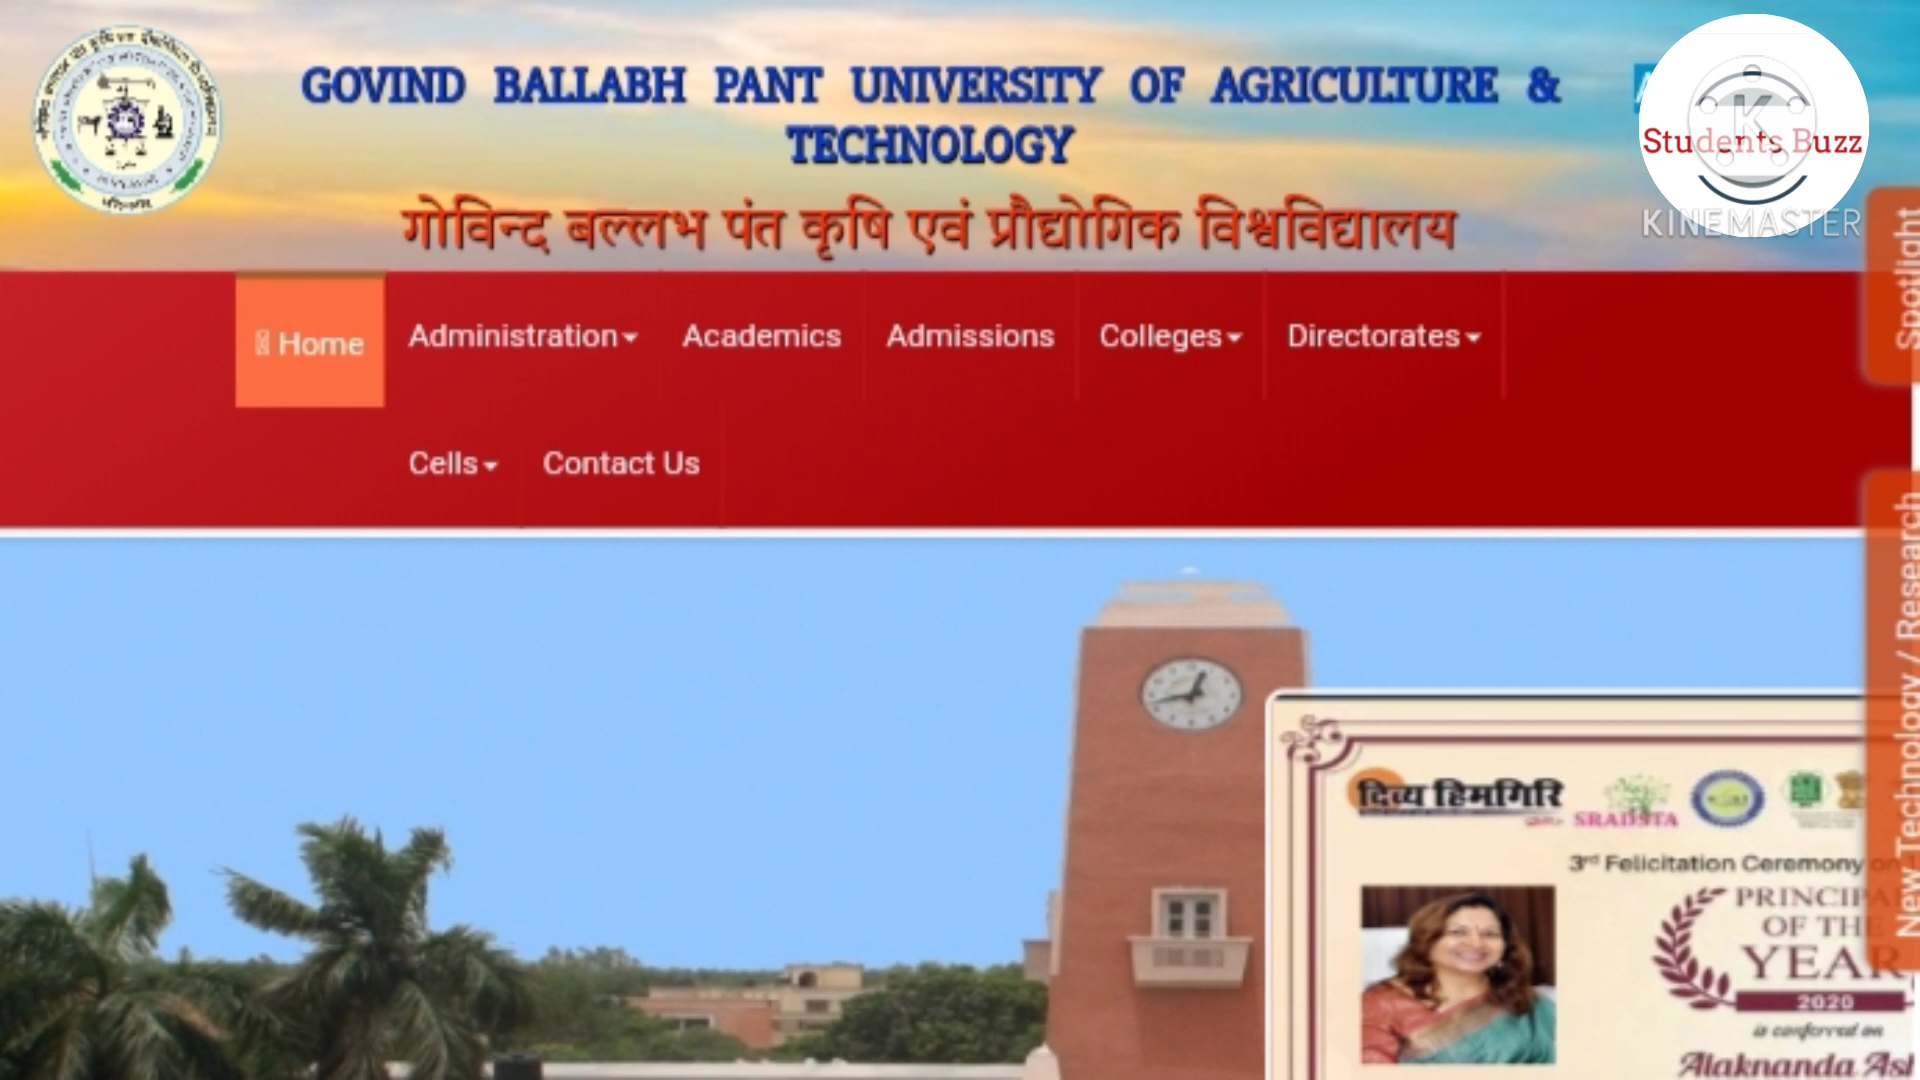 GOVIND BALLABH PANT UNIVERSITY OF AGRICULTURE &
TECHNOLOGY
गोविन्द बल्लभ पंत कृषि एवं प्रौद्योगिक विश्वविद्यालय
Students Buzz
KINEMASTER
Home
Administration
Academics
Admissions
Colleges
Directorates
Cells
Contact Us
Spotlight
New Technology / Research
दिव्य हिमगिरि
SRADSTA
3rd Felicitation Ceremony on
PRINCIPA
OF THE
YEAR
2020
is conferred on
Alaknanda